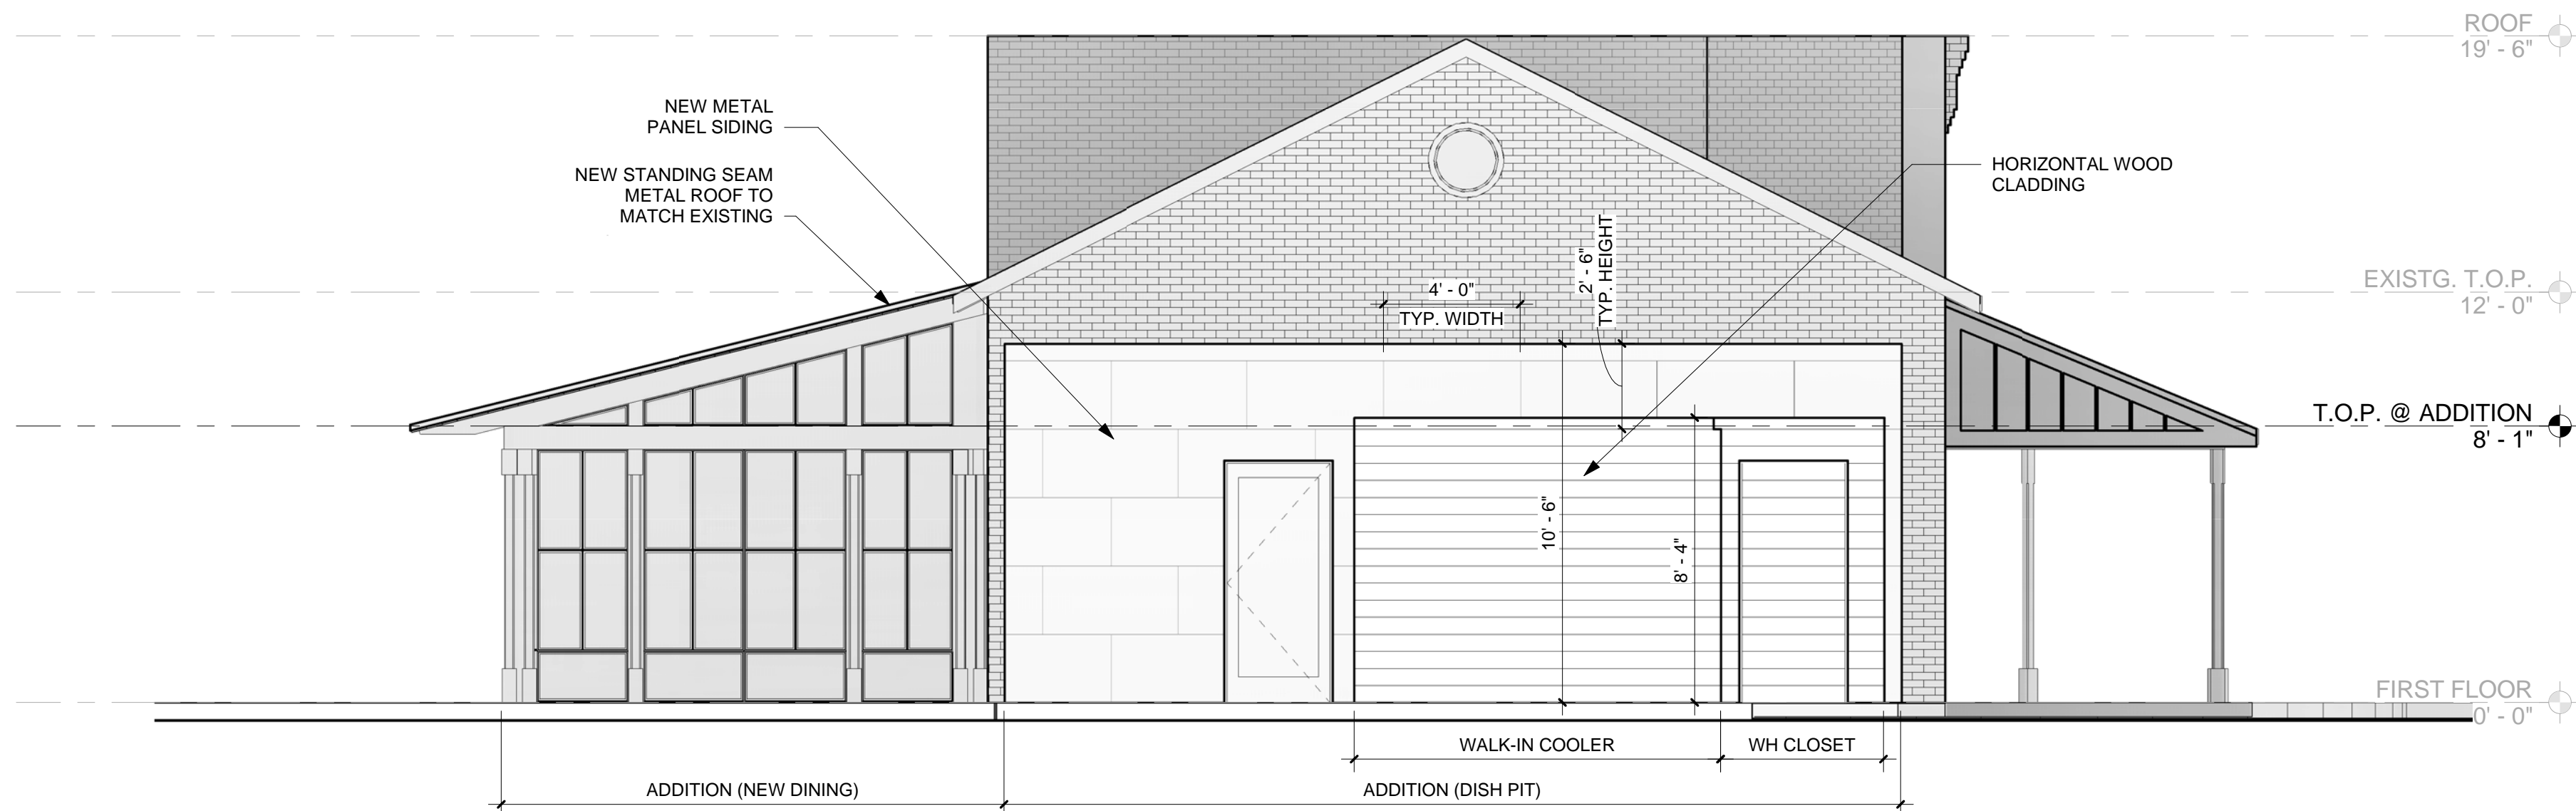 ROOF
19' - 6"
NEW METAL
PANEL SIDING
NEW STANDING SEAM
METAL ROOF TO
MATCH EXISTING
HORIZONTAL WOOD
CLADDING
2' - 6"
TYP. HEIGHT
4' - 0"
TYP. WIDTH
EXISTG. T.O.P.
12' - 0"
T.O.P. @ ADDITION
8' - 1"
10' - 6"
8' - 4"
FIRST FLOOR
0' - 0"
WALK-IN COOLER
WH CLOSET
ADDITION (NEW DINING)
ADDITION (DISH PIT)